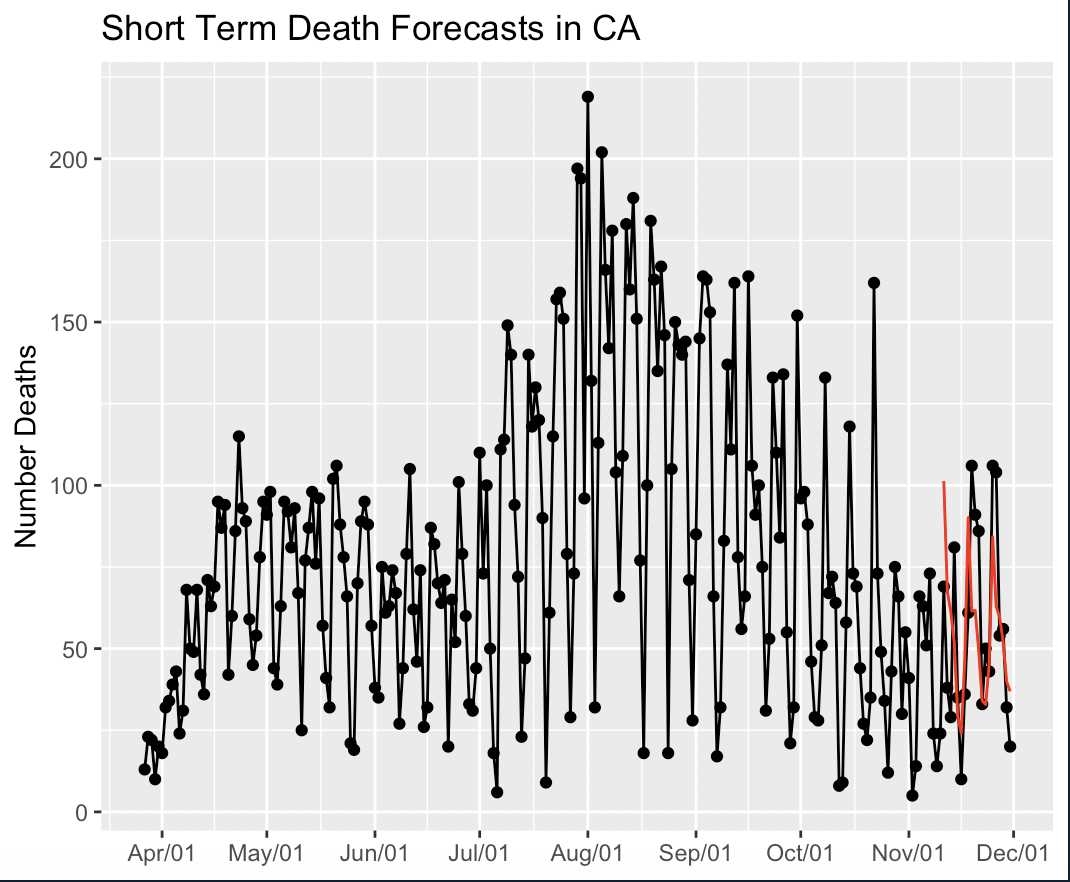 Short Term Death Forecasts in CA
Number Deaths
200
150
100
50
0
Apr/01 May/01 Jun/01 Jul/01 Aug/01 Sep/01 Oct/01 Nov/01 Dec/01